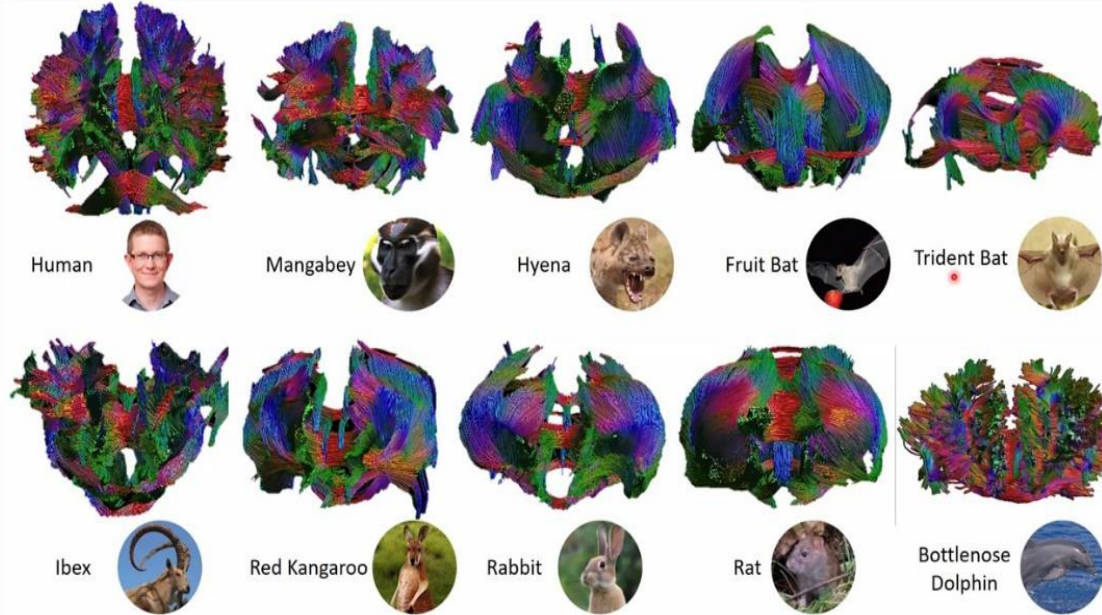 Human
Mangabey
Hyena
Fruit Bat
Trident Bat
Ibex
Red Kangaroo
Rabbit
Rat
Bottlenose
Dolphin